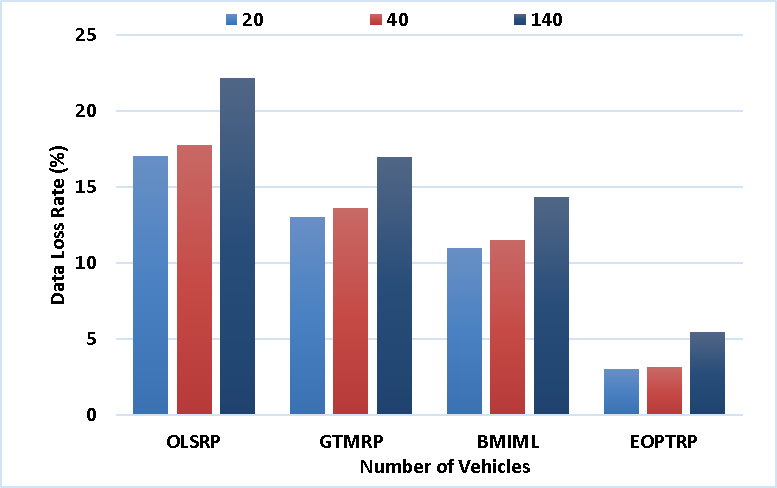 20 40 140
25
20
15
10
5
0
Data Loss Rate (%)
OLSRP GTMRP BMIML EOPTRP
Number of Vehicles